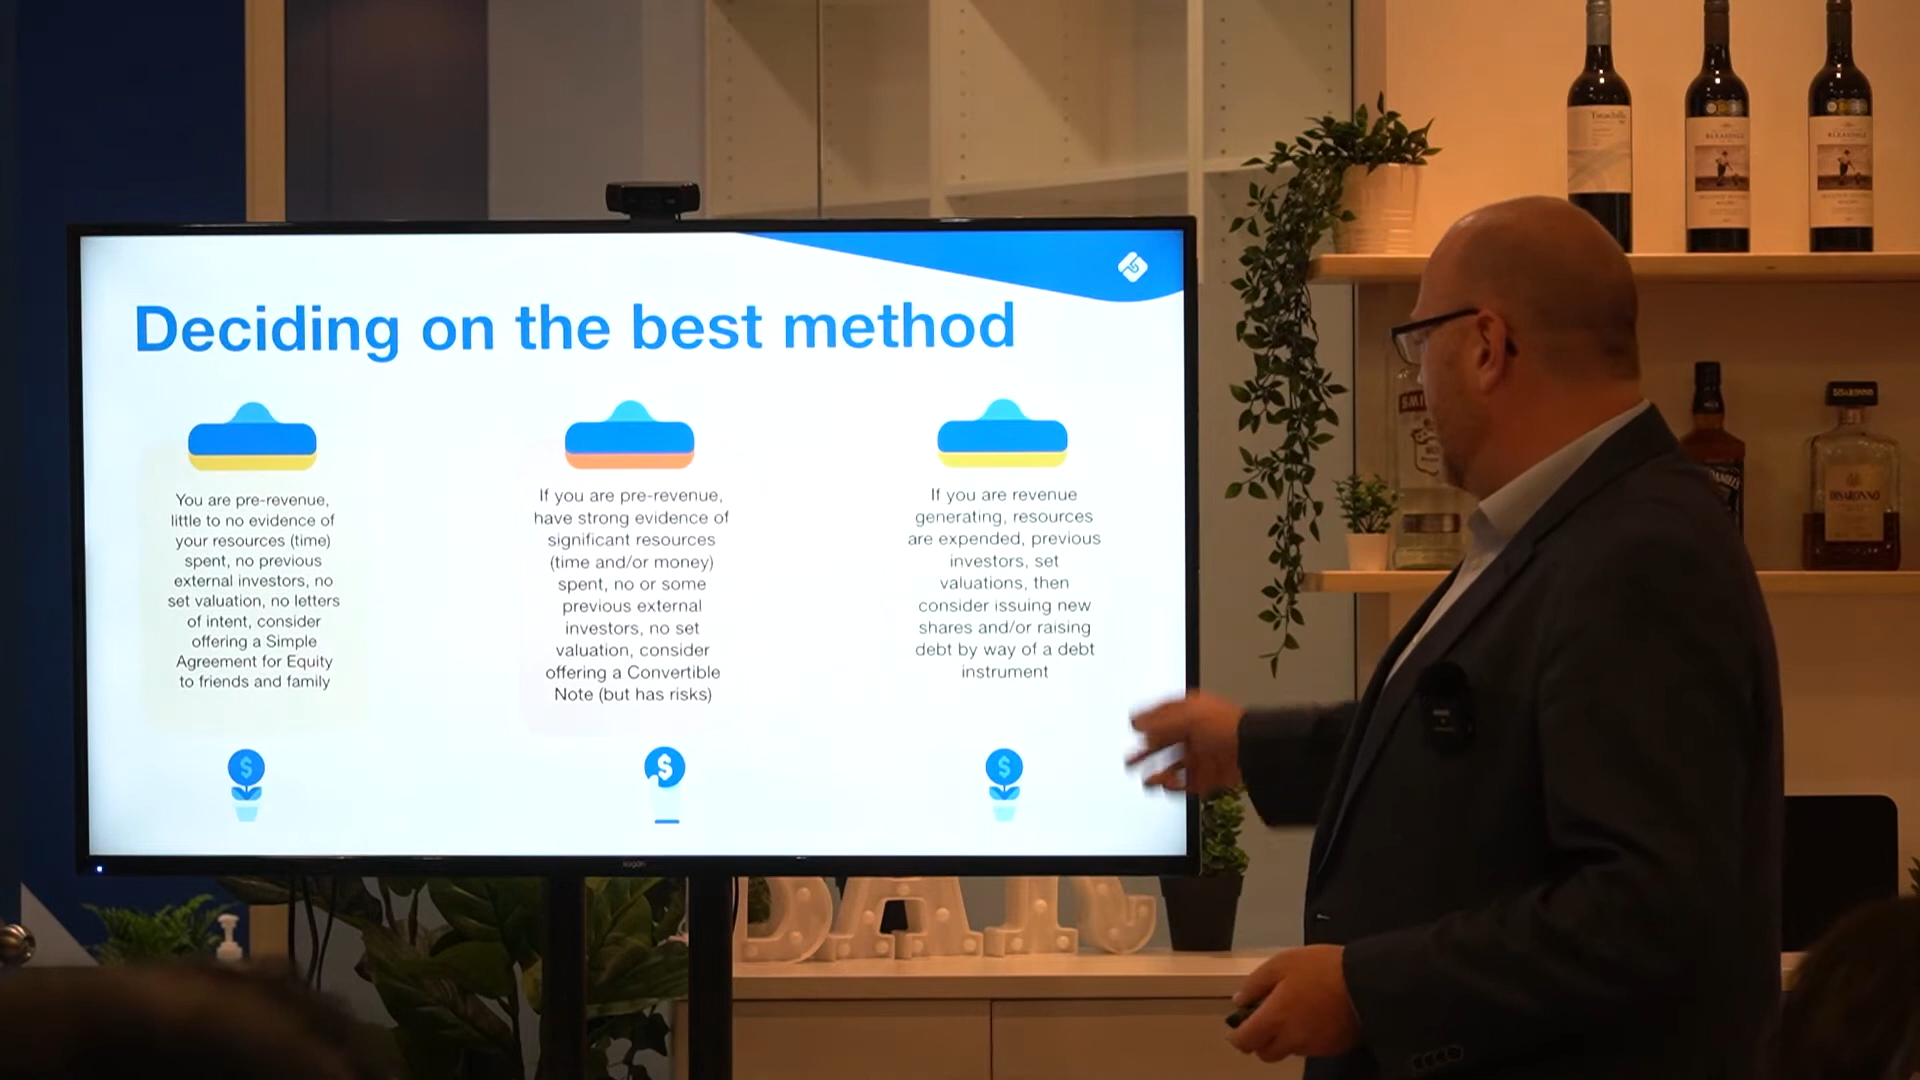 Deciding on the best method
You are pre-revenue,
little to no evidence of
your resources (time)
spent, no previous
external investors, no
set valuation, no letters
of intent, consider
offering a Simple
Agreement for Equity
to friends and family
If you are pre-revenue,
have strong evidence of
significant resources
(time and/or money)
spent, no or some
previous external
investors, no set
valuation, consider
offering a Convertible
Note (but has risks)
If you are revenue
generating, resources
are expended, previous
investors, set
valuations, then
consider issuing new
shares and/or raising
debt by way of a debt
instrument
$
$
$
kogan
BLEASDALE
BLEASDALE
DISARONNO
DISARONNO